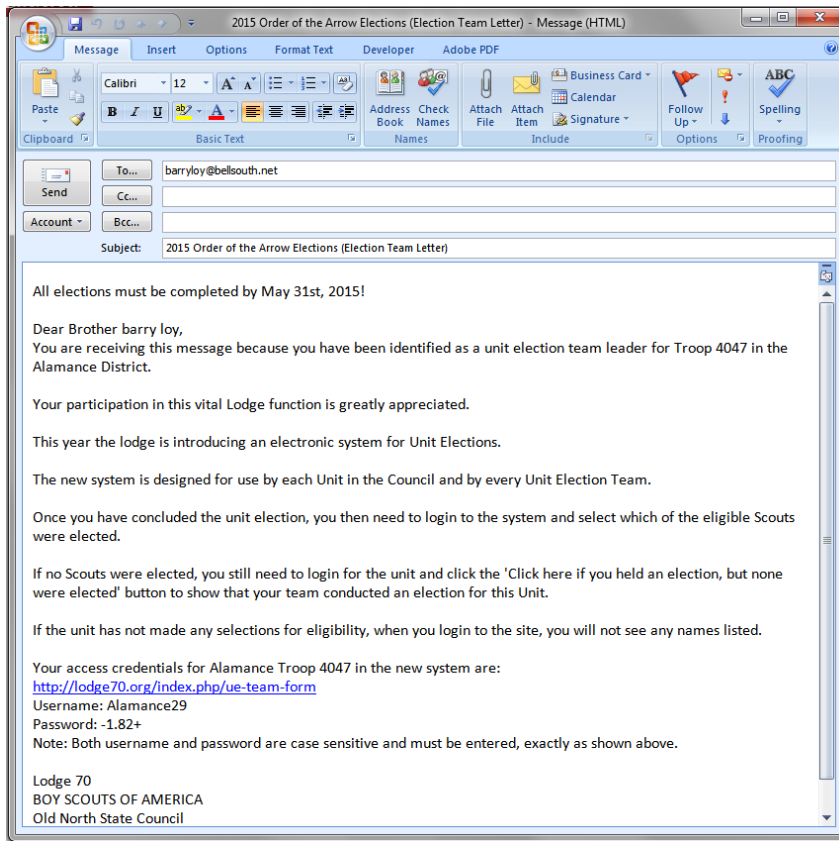 2015 Order of the Arrow Elections (Election Team Letter) - Message (HTML)
Message Insert Options Format Text Developer Adobe PDF
Paste
Clipboard
Calibri 12
B I U ab A
Basic Text
Address Book
Check Names
Names
Attach File
Attach Item
Business Card
Calendar
Signature
Include
Follow Up
Options
ABC
Spelling
Proofing
Send
Account
To... barryloy@bellsouth.net
Cc...
Bcc...
Subject: 2015 Order of the Arrow Elections (Election Team Letter)
All elections must be completed by May 31st, 2015!
Dear Brother barry loy,
You are receiving this message because you have been identified as a unit election team leader for Troop 4047 in the
Alamance District.
Your participation in this vital Lodge function is greatly appreciated.
This year the lodge is introducing an electronic system for Unit Elections.
The new system is designed for use by each Unit in the Council and by every Unit Election Team.
Once you have concluded the unit election, you then need to login to the system and select which of the eligible Scouts
were elected.
If no Scouts were elected, you still need to login for the unit and click the 'Click here if you held an election, but none
were elected' button to show that your team conducted an election for this Unit.
If the unit has not made any selections for eligibility, when you login to the site, you will not see any names listed.
Your access credentials for Alamance Troop 4047 in the new system are:
http://lodge70.org/index.php/ue-team-form
Username: Alamance29
Password: -1.82+
Note: Both username and password are case sensitive and must be entered, exactly as shown above.
Lodge 70
BOY SCOUTS OF AMERICA
Old North State Council